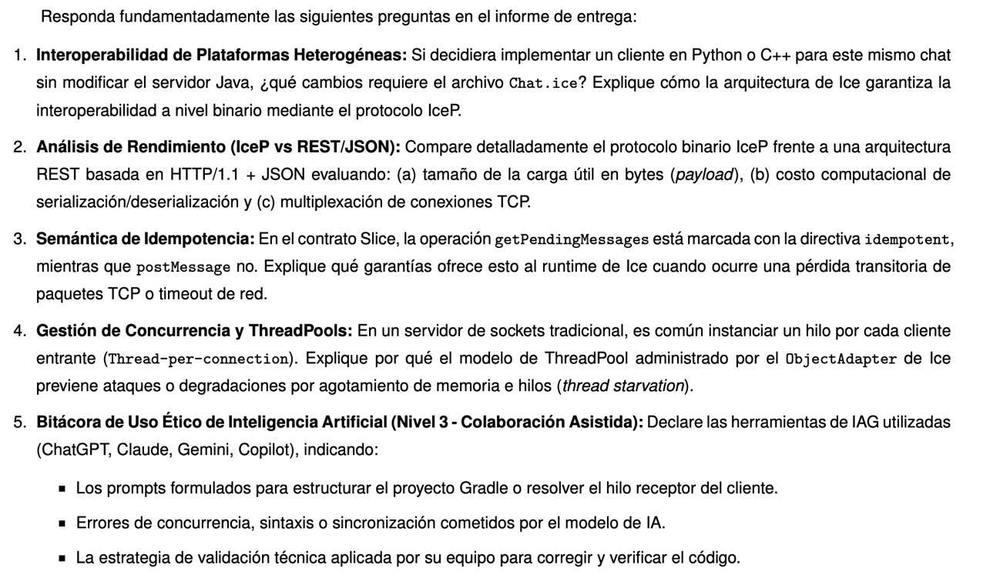 Responda fundamentadamente las siguientes preguntas en el informe de entrega:
1. Interoperabilidad de Plataformas Heterogéneas: Si decidiera implementar un cliente en Python o C++ para este mismo chat
sin modificar el servidor Java, ¿qué cambios requiere el archivo Chat.ice? Explique cómo la arquitectura de Ice garantiza la
interoperabilidad a nivel binario mediante el protocolo IceP.
2. Análisis de Rendimiento (IceP vs REST/JSON): Compare detalladamente el protocolo binario IceP frente a una arquitectura
REST basada en HTTP/1.1 + JSON evaluando: (a) tamaño de la carga útil en bytes (payload), (b) costo computacional de
serialización/deserialización y (c) multiplexación de conexiones TCP.
3. Semántica de Idempotencia: En el contrato Slice, la operación getPendingMessages está marcada con la directiva idempotent,
mientras que postMessage no. Explique qué garantías ofrece esto al runtime de Ice cuando ocurre una pérdida transitoria de
paquetes TCP o timeout de red.
4. Gestión de Concurrencia y ThreadPools: En un servidor de sockets tradicional, es común instanciar un hilo por cada cliente
entrante (Thread-per-connection). Explique por qué el modelo de ThreadPool administrado por el ObjectAdapter de Ice
previene ataques o degradaciones por agotamiento de memoria e hilos (thread starvation).
5. Bitácora de Uso Ético de Inteligencia Artificial (Nivel 3 - Colaboración Asistida): Declare las herramientas de IAG utilizadas
(ChatGPT, Claude, Gemini, Copilot), indicando:
▪ Los prompts formulados para estructurar el proyecto Gradle o resolver el hilo receptor del cliente.
▪ Errores de concurrencia, sintaxis o sincronización cometidos por el modelo de IA.
▪ La estrategia de validación técnica aplicada por su equipo para corregir y verificar el código.